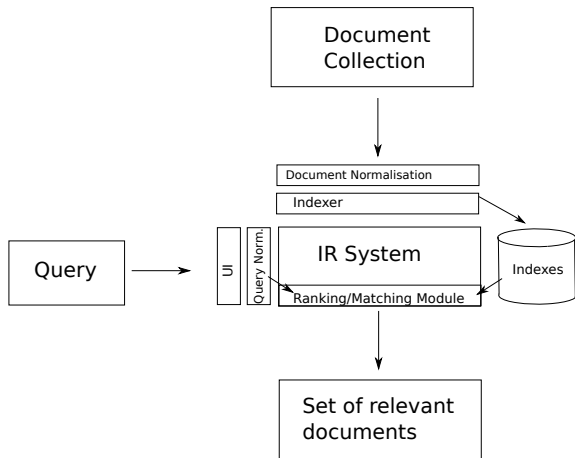 Document
Collection
Document Normalisation
Indexer
Query
UI
Query Norm.
IR System
Ranking/Matching Module
Indexes
Set of relevant
documents